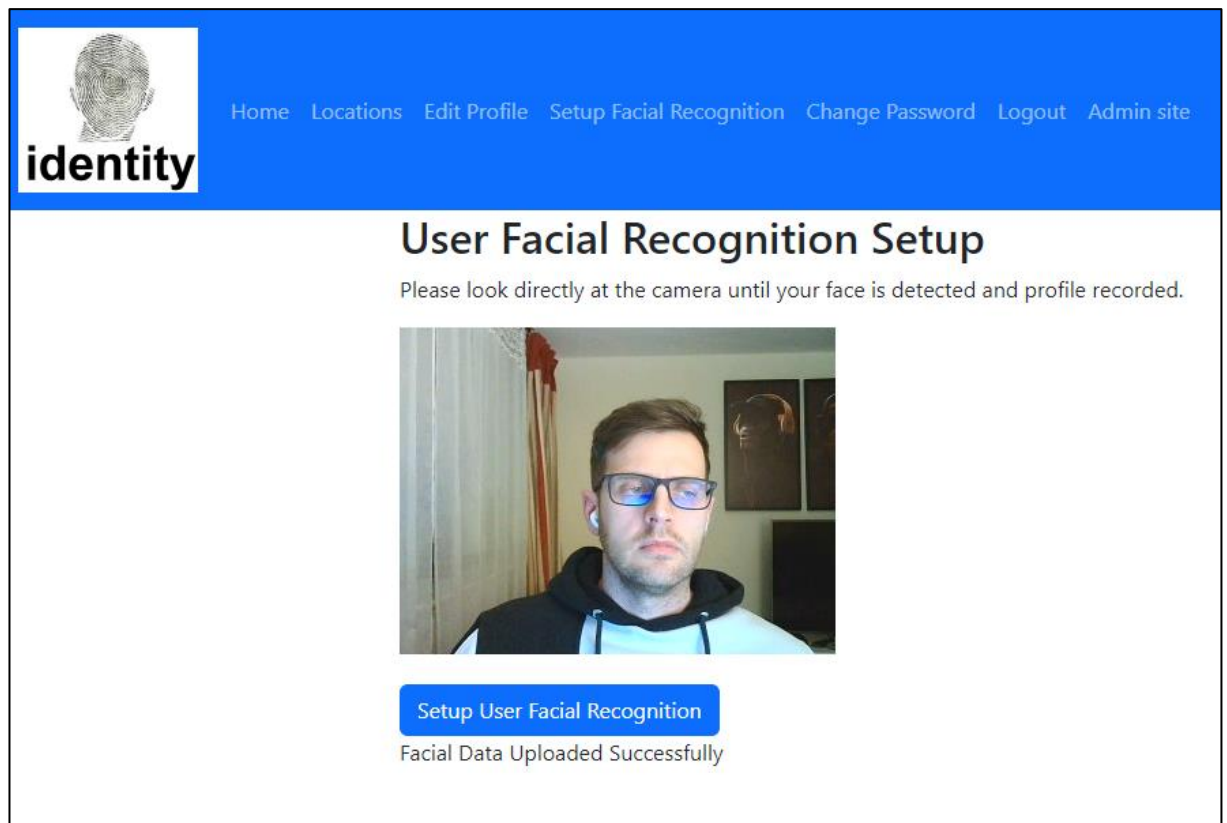 identity
Home Locations Edit Profile Setup Facial Recognition Change Password Logout Admin site
User Facial Recognition Setup
Please look directly at the camera until your face is detected and profile recorded.
Setup User Facial Recognition
Facial Data Uploaded Successfully